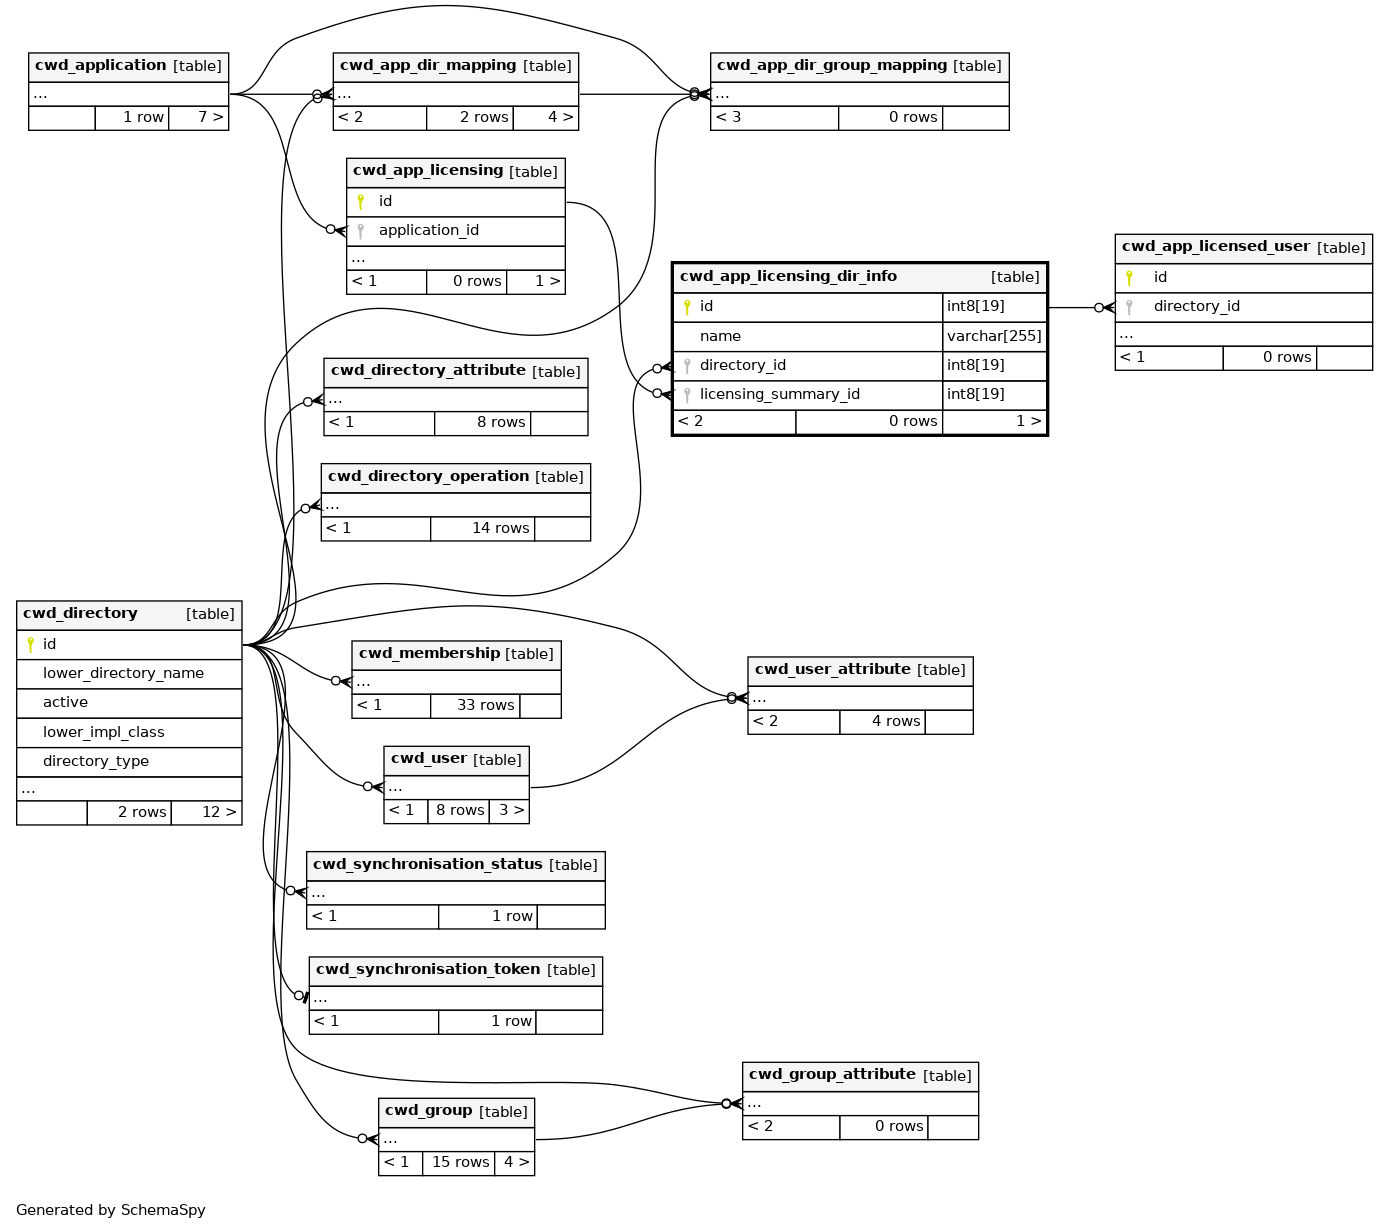 cwd_application [table]
...
1 row 7 >
cwd_app_dir_mapping [table]
...
< 2 2 rows 4 >
cwd_app_dir_group_mapping [table]
...
< 3 0 rows
cwd_app_licensing [table]
id
application_id
...
< 1 0 rows 1 >
cwd_app_licensing_dir_info [table]
id int8[19]
name varchar[255]
directory_id int8[19]
licensing_summary_id int8[19]
< 2 0 rows 1 >
cwd_app_licensed_user [table]
id
directory_id
...
< 1 0 rows
cwd_directory_attribute [table]
...
< 1 8 rows
cwd_directory_operation [table]
...
< 1 14 rows
cwd_directory [table]
id
lower_directory_name
active
lower_impl_class
directory_type
...
2 rows 12 >
cwd_membership [table]
...
< 1 33 rows
cwd_user_attribute [table]
...
< 2 4 rows
cwd_user [table]
...
< 1 8 rows 3 >
cwd_synchronisation_status [table]
...
< 1 1 row
cwd_synchronisation_token [table]
...
< 1 1 row
cwd_group_attribute [table]
...
< 2 0 rows
cwd_group [table]
...
< 1 15 rows 4 >
Generated by SchemaSpy